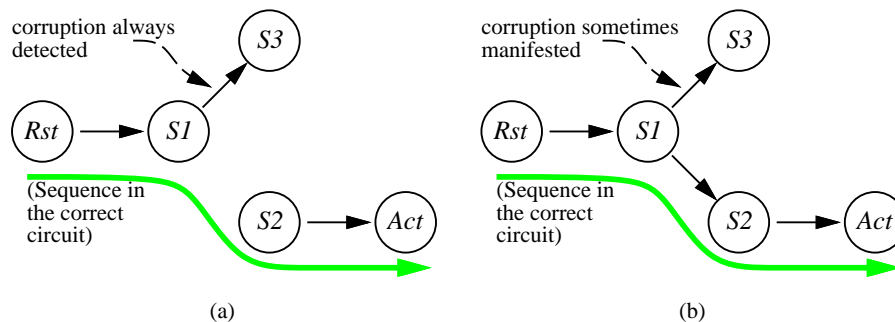 corruption always
detected
S3
Rst
S1
(Sequence in
the correct
circuit)
S2
Act
(a)
corruption sometimes
manifested
S3
Rst
S1
(Sequence in
the correct
circuit)
S2
Act
(b)